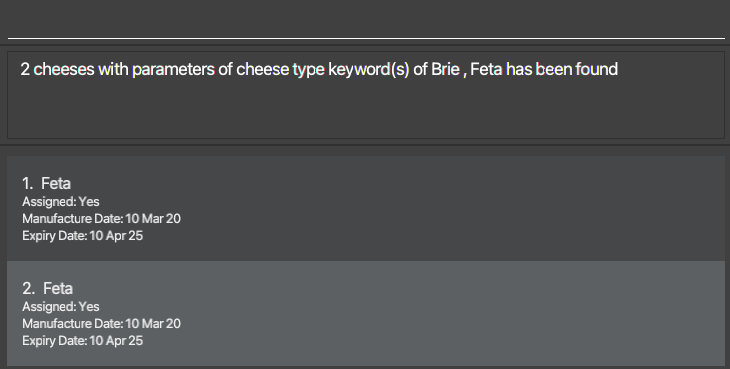 2 cheeses with parameters of cheese type keyword(s) of Brie , Feta has been found
1. Feta
Assigned: Yes
Manufacture Date: 10 Mar 20
Expiry Date: 10 Apr 25
2. Feta
Assigned: Yes
Manufacture Date: 10 Mar 20
Expiry Date: 10 Apr 25